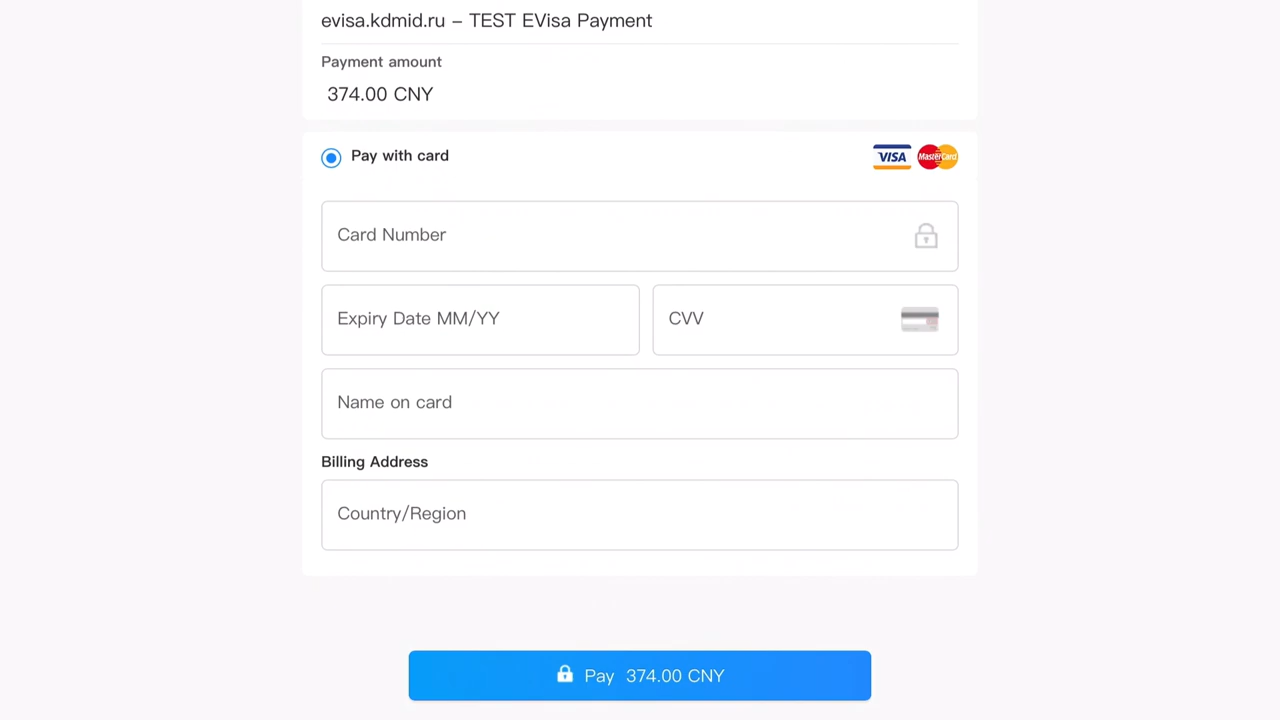 evisa.kdmid.ru – TEST EVisa Payment
Payment amount
374.00 CNY
Pay with card
VISA MasterCard
Card Number
Expiry Date MM/YY
CVV
Name on card
Billing Address
Country/Region
Pay 374.00 CNY